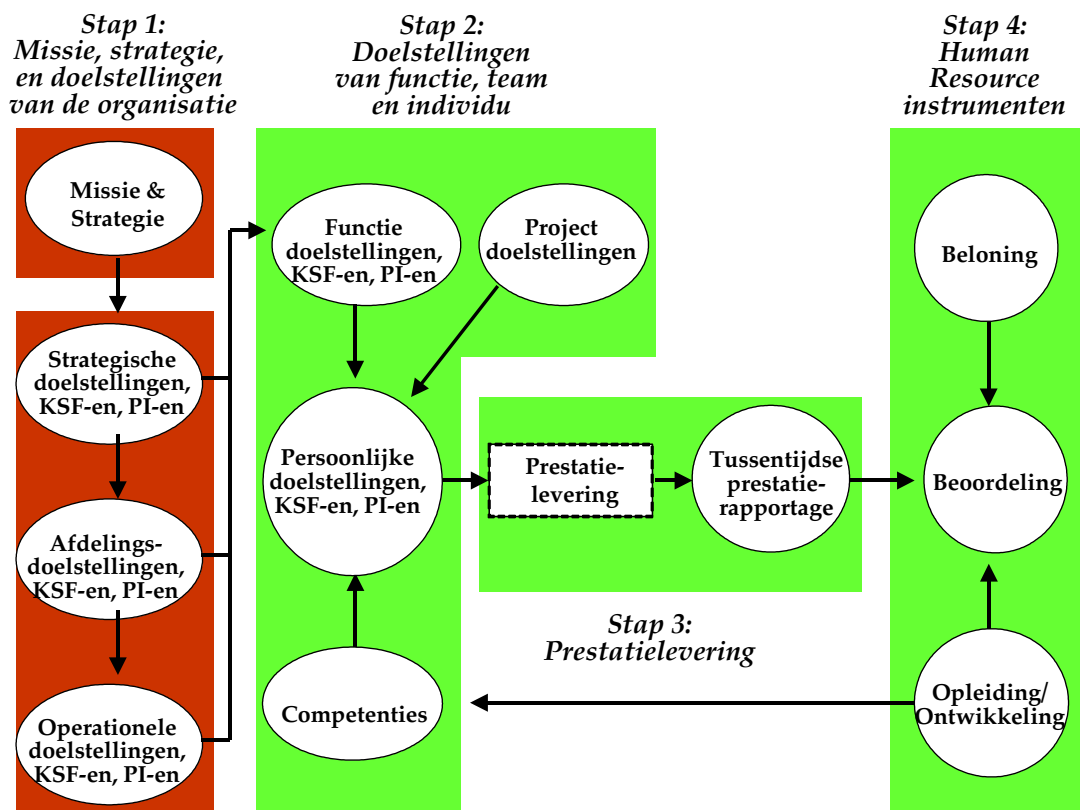 Stap 1:
Missie, strategie,
en doelstellingen
van de organisatie
Missie &
Strategie
Strategische
doelstellingen,
KSF-en, PI-en
Afdelings-
doelstellingen,
KSF-en, PI-en
Operationele
doelstellingen,
KSF-en, PI-en
Stap 2:
Doelstellingen
van functie, team
en individu
Functie
doelstellingen,
KSF-en, PI-en
Project
doelstellingen
Persoonlijke
doelstellingen,
KSF-en, PI-en
Competenties
Prestatie-
levering
Tussentijdse
prestatie-
rapportage
Stap 3:
Prestatielevering
Stap 4:
Human
Resource
instrumenten
Beloning
Beoordeling
Opleiding/
Ontwikkeling